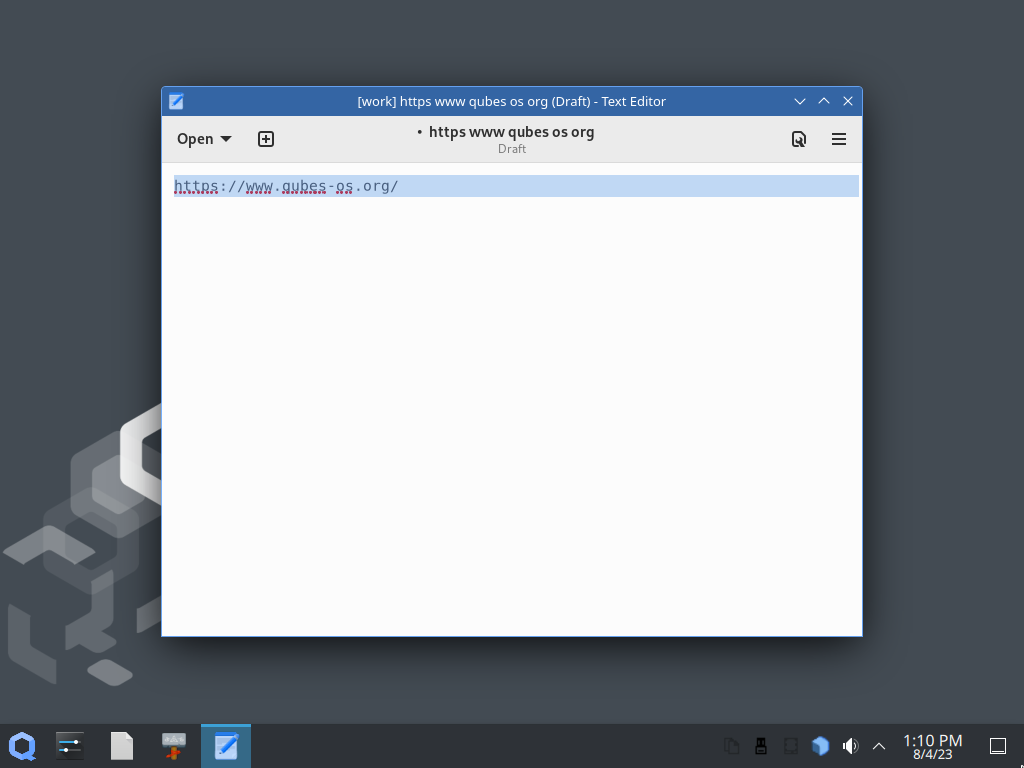 [work] https www qubes os org (Draft) - Text Editor
Open
• https www qubes os org
Draft
https://www.qubes-os.org/
1:10 PM
8/4/23